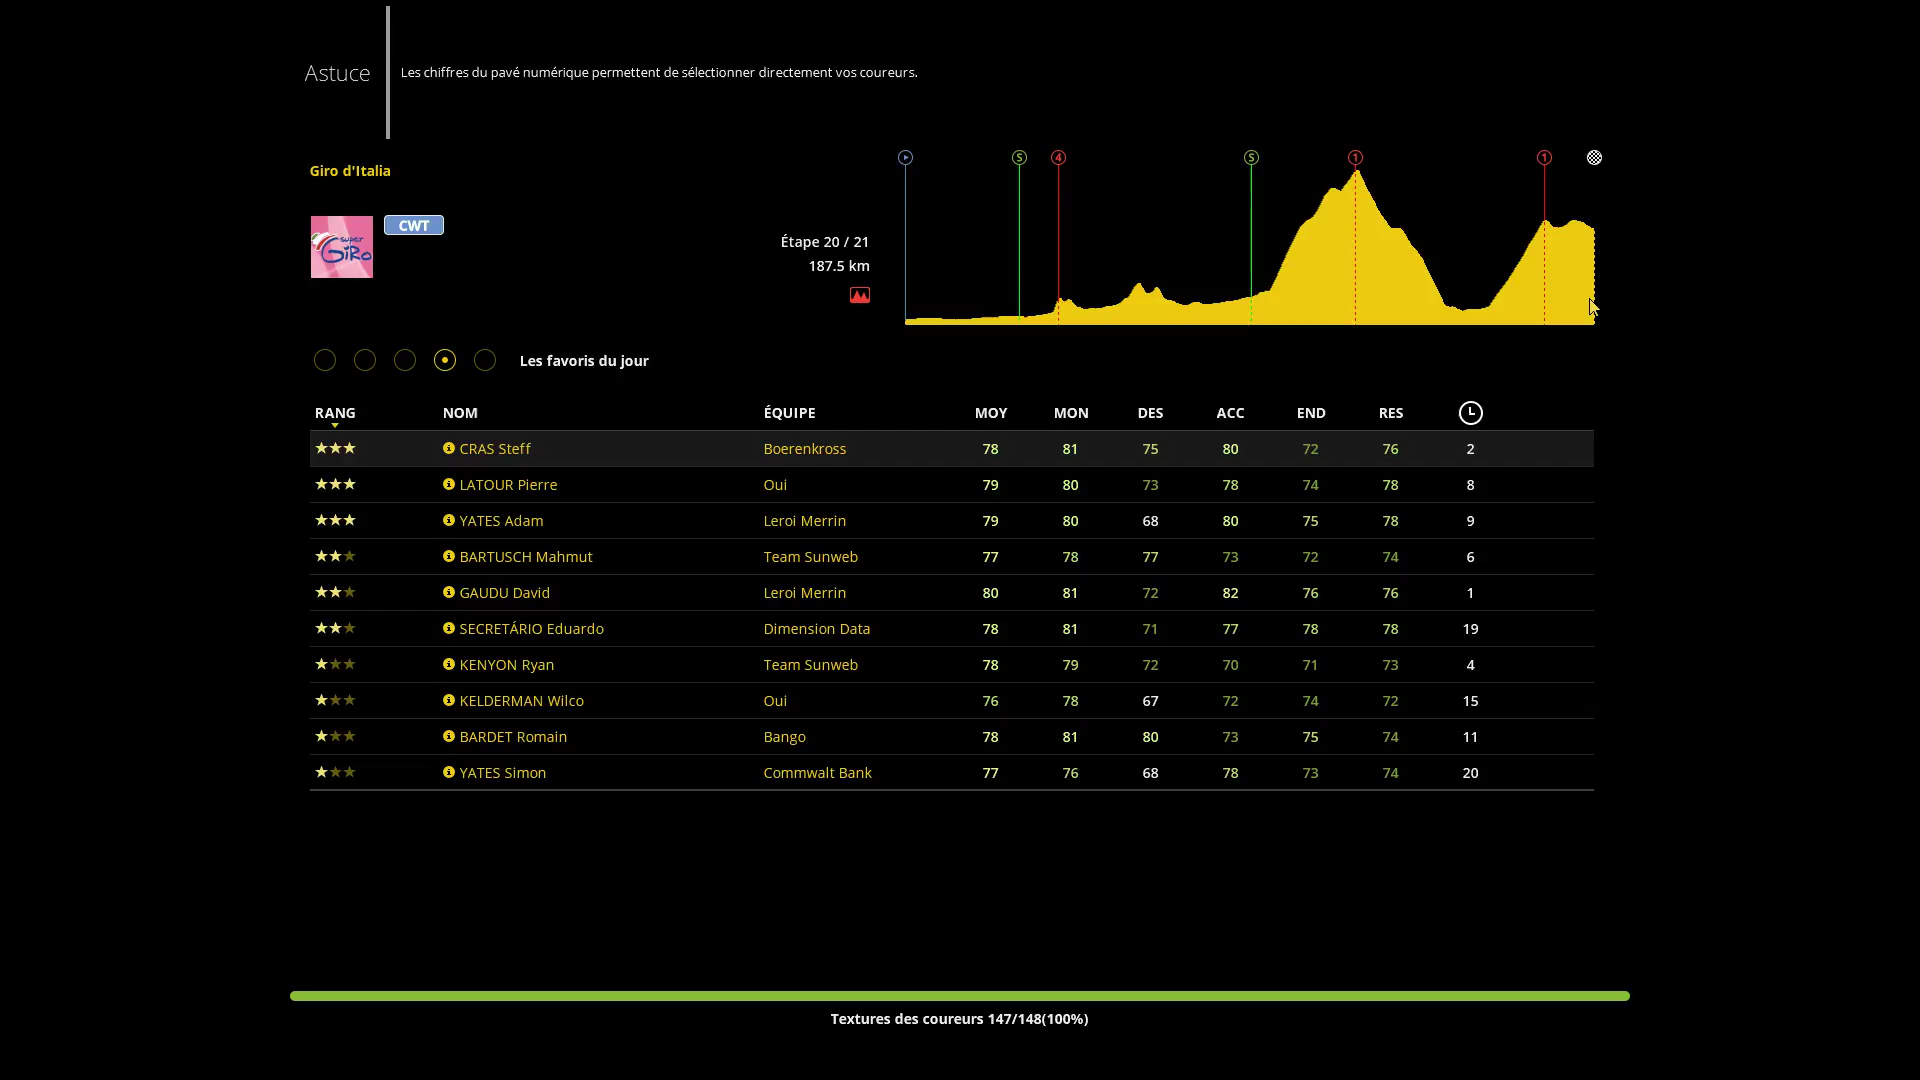 Astuce
Les chiffres du pavé numérique permettent de sélectionner directement vos coureurs.
Giro d'Italia
super GiRo
CWT
Étape 20 / 21
187.5 km
S 4 S 1 1
Les favoris du jour
RANG NOM ÉQUIPE MOY MON DES ACC END RES
CRAS Steff Boerenkross 78 81 75 80 72 76 2
LATOUR Pierre Oui 79 80 73 78 74 78 8
YATES Adam Leroi Merrin 79 80 68 80 75 78 9
BARTUSCH Mahmut Team Sunweb 77 78 77 73 72 74 6
GAUDU David Leroi Merrin 80 81 72 82 76 76 1
SECRETÁRIO Eduardo Dimension Data 78 81 71 77 78 78 19
KENYON Ryan Team Sunweb 78 79 72 70 71 73 4
KELDERMAN Wilco Oui 76 78 67 72 74 72 15
BARDET Romain Bango 78 81 80 73 75 74 11
YATES Simon Commwalt Bank 77 76 68 78 73 74 20
Textures des coureurs 147/148(100%)